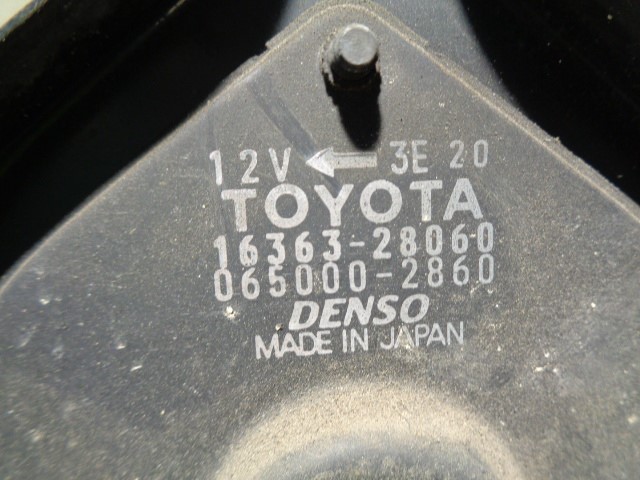 12V ← 3E 20
TOYOTA
16363-28060
065000-2860
DENSO
MADE IN JAPAN